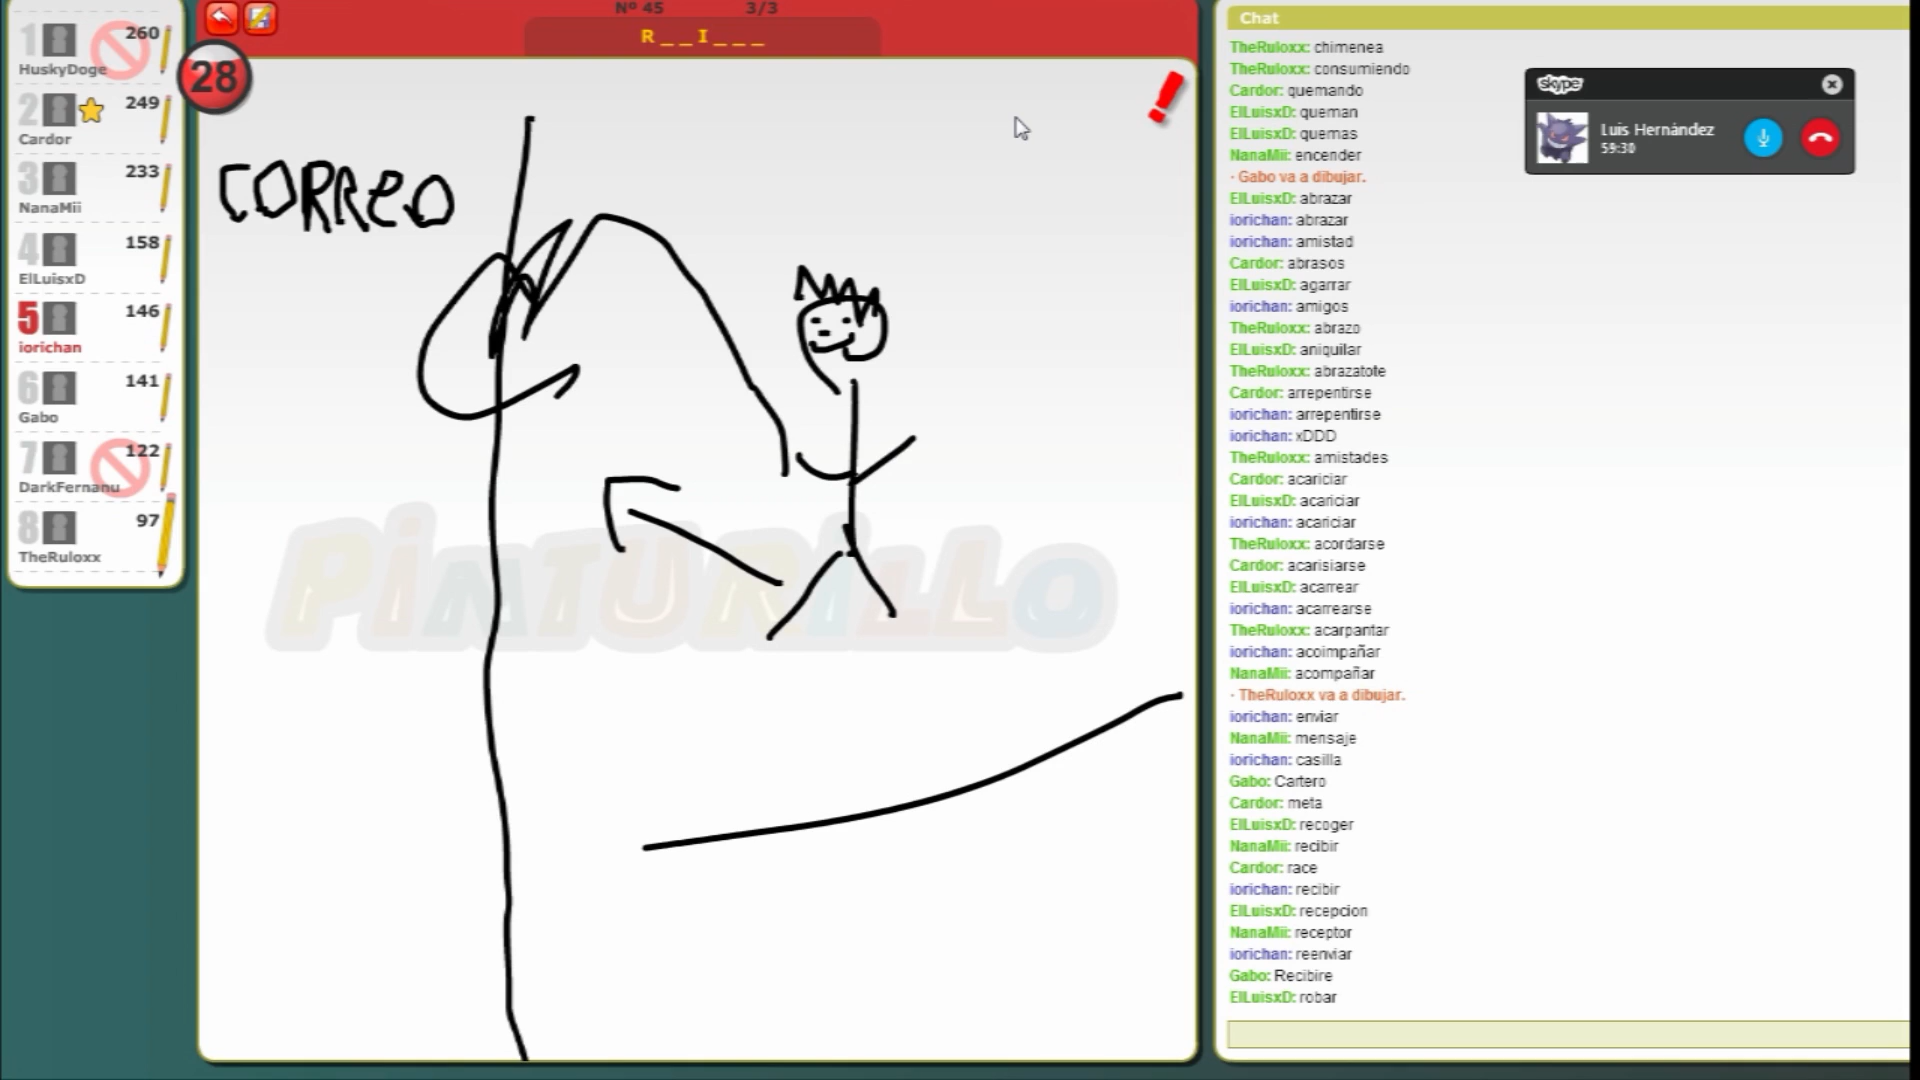 1 260
HuskyDoge
2 249
Cardor
3 233
NanaMii
4 158
ElLuisxD
5 146
iorichan
6 141
Gabo
7 122
DarkFernanu
8 97
TheRuloxx
28
Nº 45 3/3
R__I___
CORREO
PiNTURiLLO
Chat
TheRuloxx: chimenea
TheRuloxx: consumiendo
Cardor: quemando
ElLuisxD: queman
ElLuisxD: quemas
NanaMii: encender
· Gabo va a dibujar.
ElLuisxD: abrazar
iorichan: abrazar
iorichan: amistad
Cardor: abrasos
ElLuisxD: agarrar
iorichan: amigos
TheRuloxx: abrazo
ElLuisxD: aniquilar
TheRuloxx: abrazatote
Cardor: arrepentirse
iorichan: arrepentirse
iorichan: xDDD
TheRuloxx: amistades
Cardor: acariciar
ElLuisxD: acariciar
iorichan: acariciar
TheRuloxx: acordarse
Cardor: acarisiarse
ElLuisxD: acarrear
iorichan: acarrearse
TheRuloxx: acarpantar
iorichan: acoimpañar
NanaMii: acompañar
· TheRuloxx va a dibujar.
iorichan: enviar
NanaMii: mensaje
iorichan: casilla
Gabo: Cartero
Cardor: meta
ElLuisxD: recoger
NanaMii: recibir
Cardor: race
iorichan: recibir
ElLuisxD: recepcion
NanaMii: receptor
iorichan: reenviar
Gabo: Recibire
ElLuisxD: robar
skype
Luis Hernández
59:30